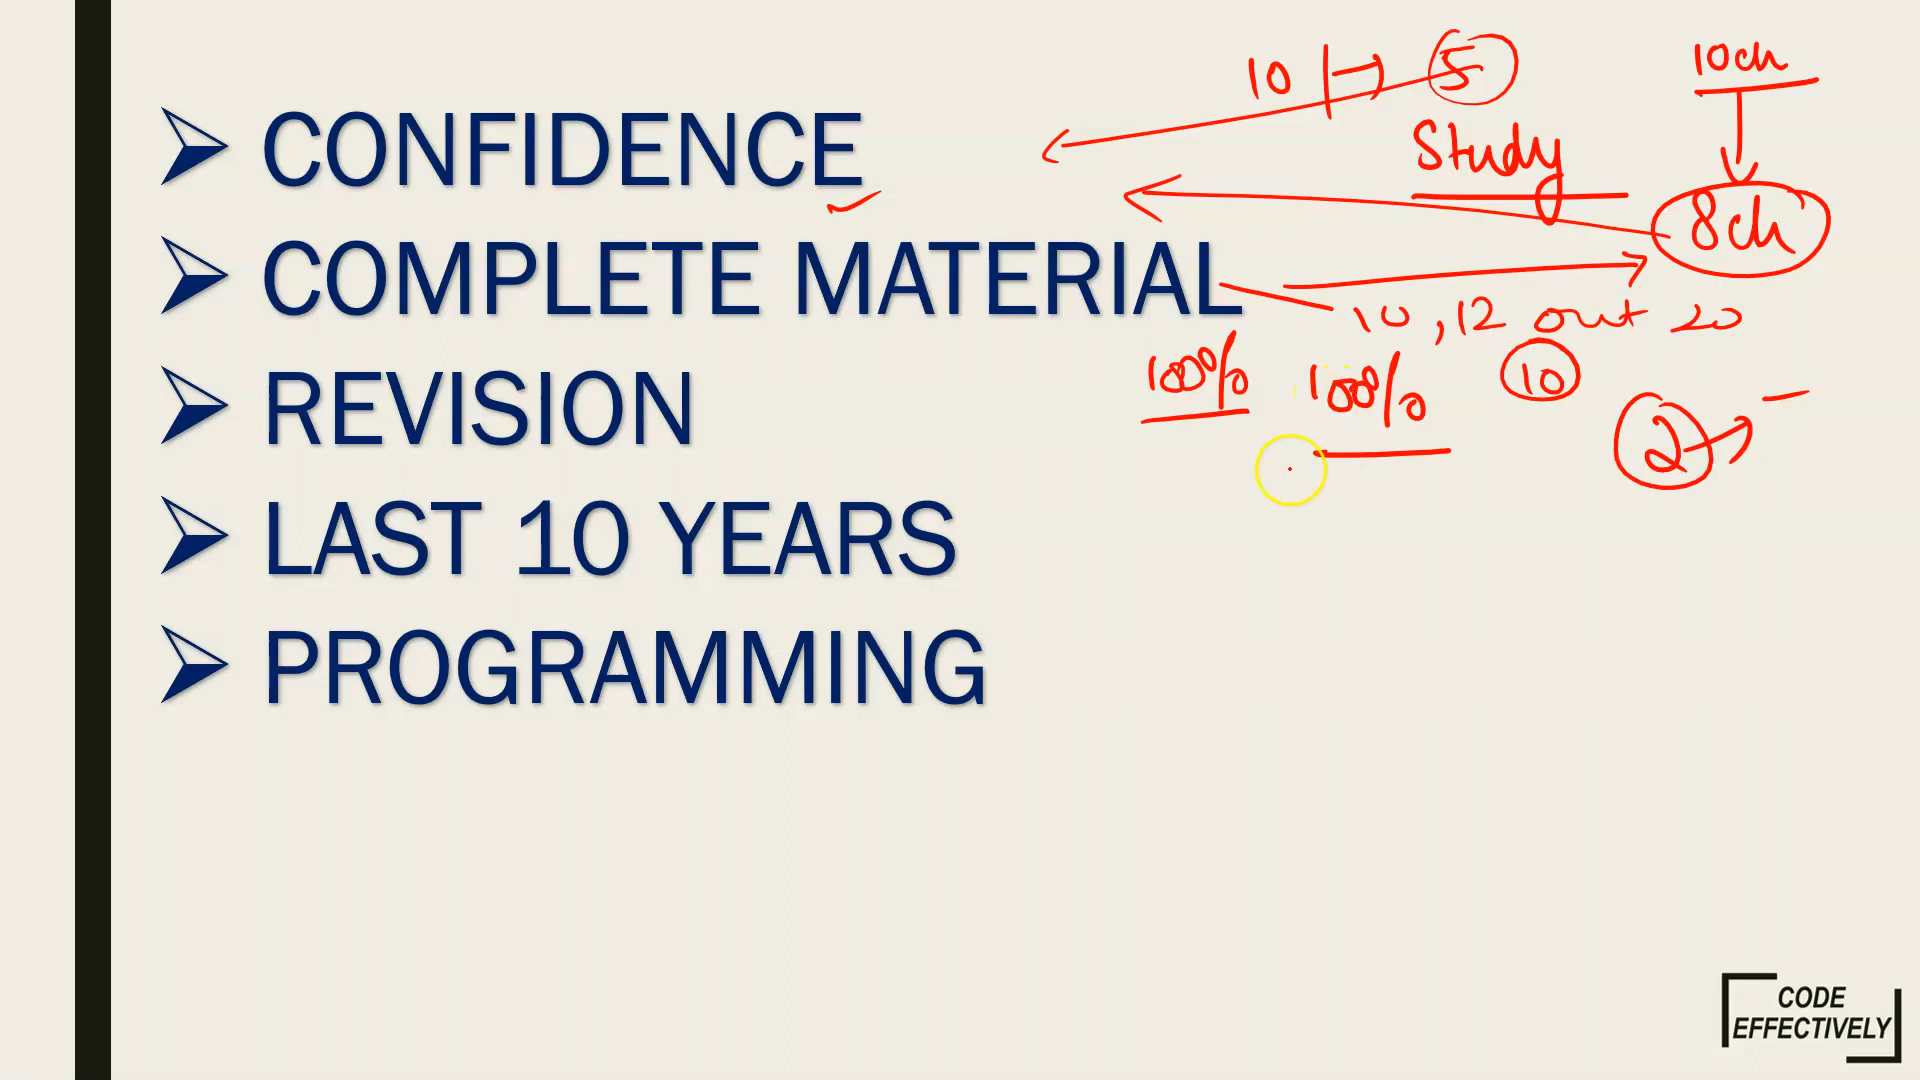 CONFIDENCE
COMPLETE MATERIAL
REVISION
LAST 10 YEARS
PROGRAMMING
10 5
10ch
Study
8ch
10, 12 out 20
100% 100% 10
2
CODE
EFFECTIVELY